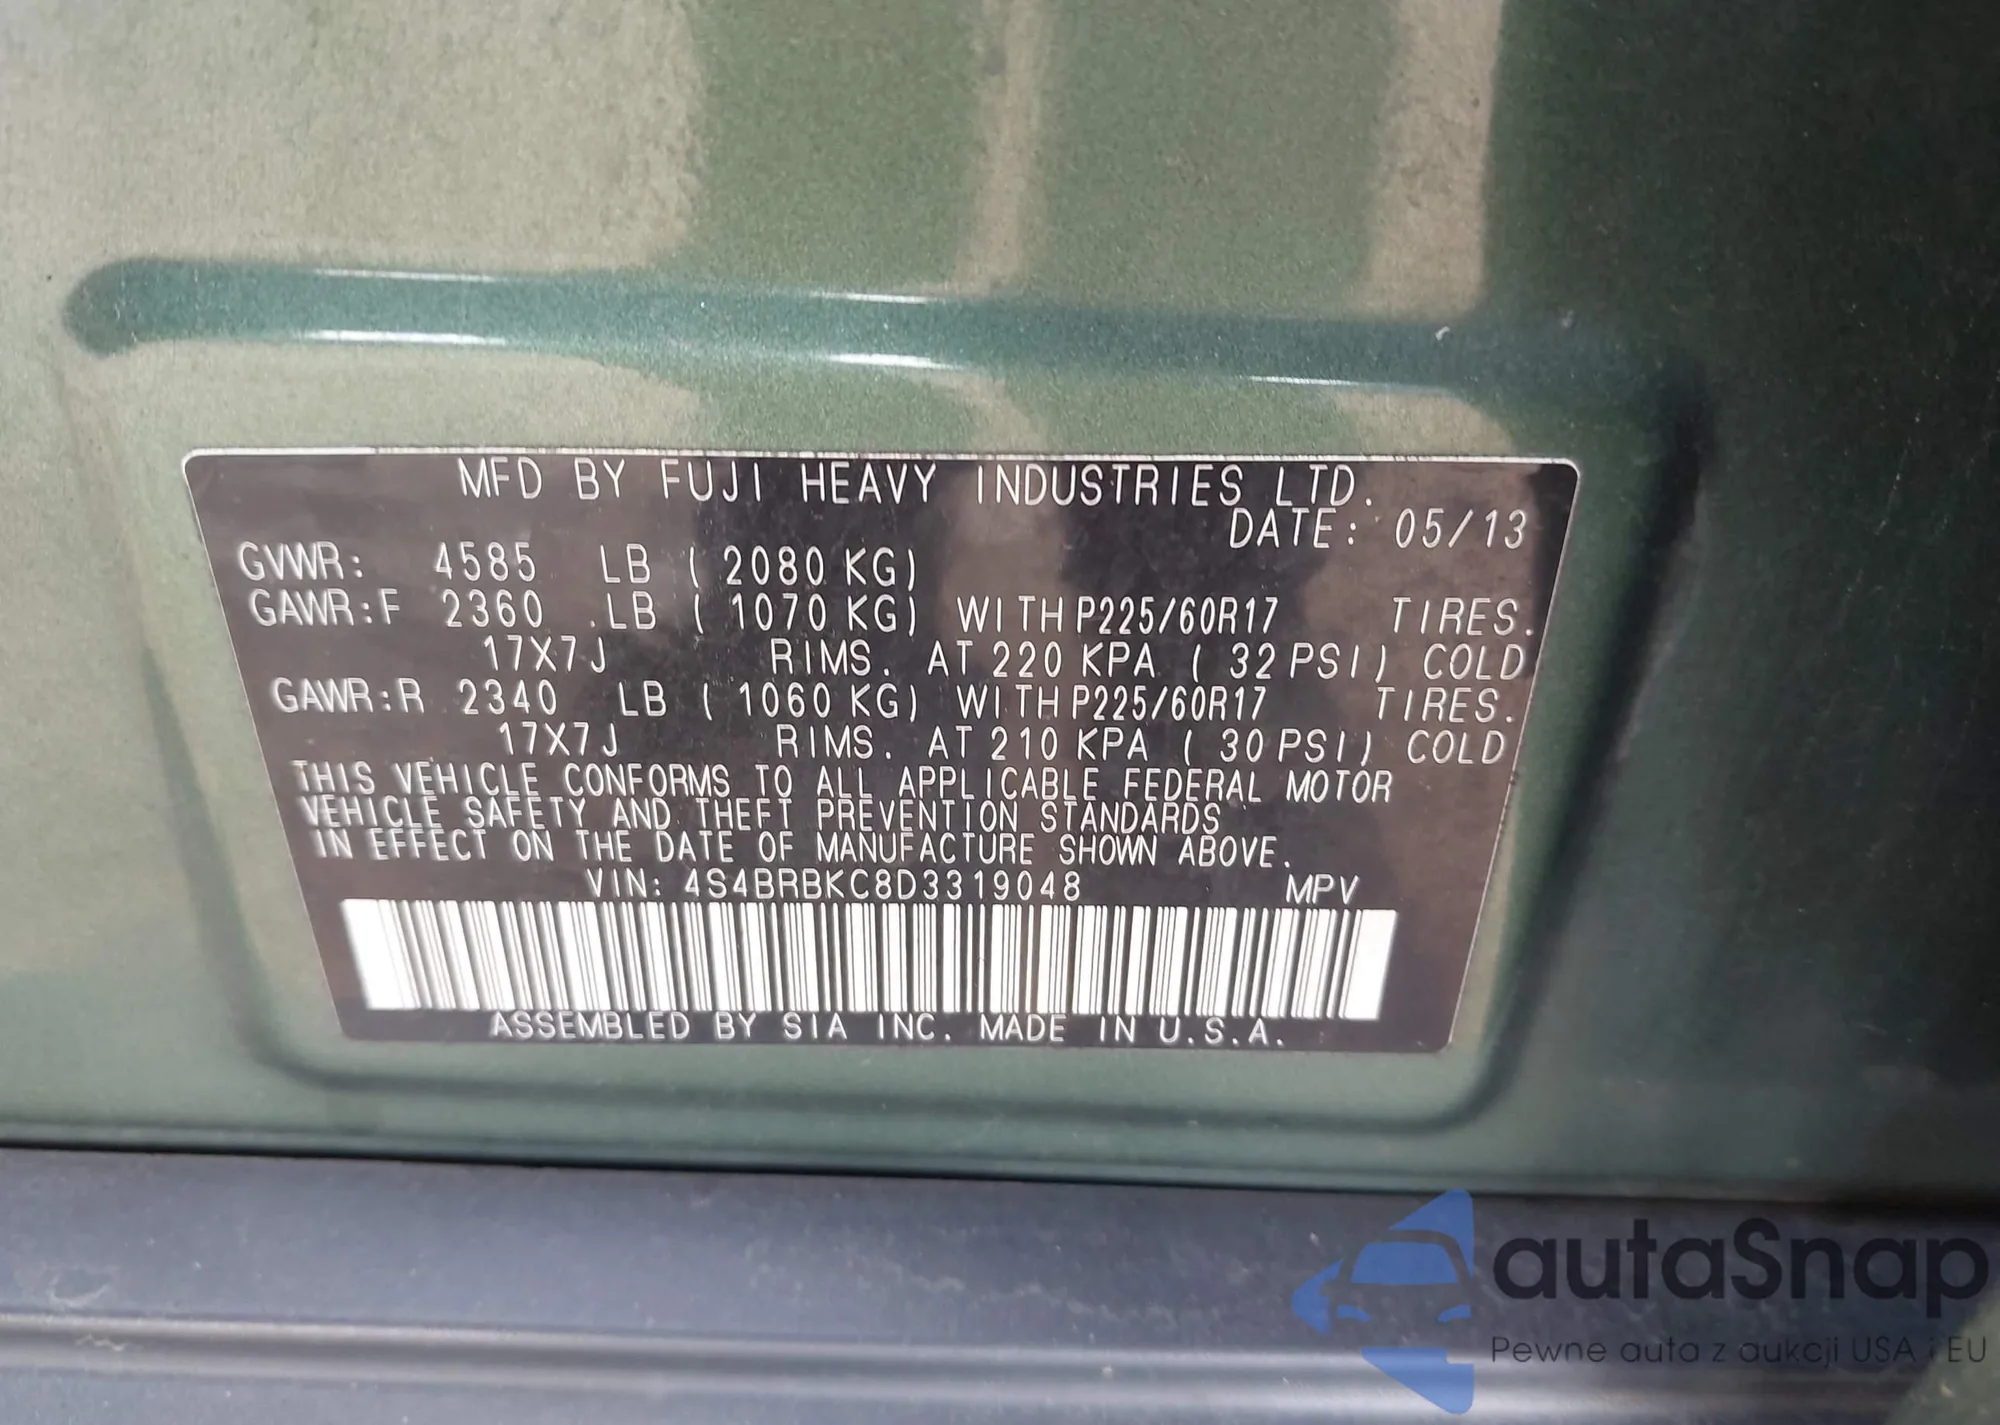 MFD BY FUJI HEAVY INDUSTRIES LTD.
DATE: 05/13
GVWR: 4585 LB ( 2080 KG)
GAWR:F 2360 LB ( 1070 KG) WITH P225/60R17 TIRES.
17X7J RIMS. AT 220 KPA ( 32 PSI) COLD
GAWR:R 2340 LB ( 1060 KG) WITH P225/60R17 TIRES.
17X7J RIMS. AT 210 KPA ( 30 PSI) COLD
THIS VEHICLE CONFORMS TO ALL APPLICABLE FEDERAL MOTOR
VEHICLE SAFETY AND THEFT PREVENTION STANDARDS
IN EFFECT ON THE DATE OF MANUFACTURE SHOWN ABOVE.
VIN: 4S4BRBKC8D3319048 MPV
ASSEMBLED BY SIA INC. MADE IN U.S.A.
autaSnap
Pewne auta z aukcji USA i EU